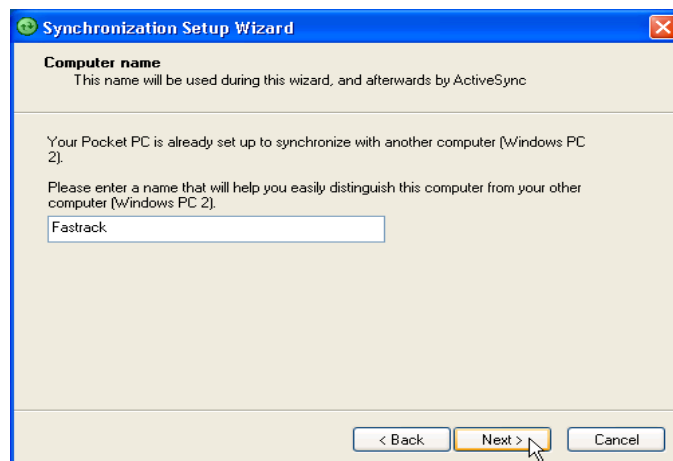 Synchronization Setup Wizard
Computer name
This name will be used during this wizard, and afterwards by ActiveSync
Your Pocket PC is already set up to synchronize with another computer (Windows PC
2).
Please enter a name that will help you easily distinguish this computer from your other
computer (Windows PC 2).
Fastrack
< Back Next > Cancel